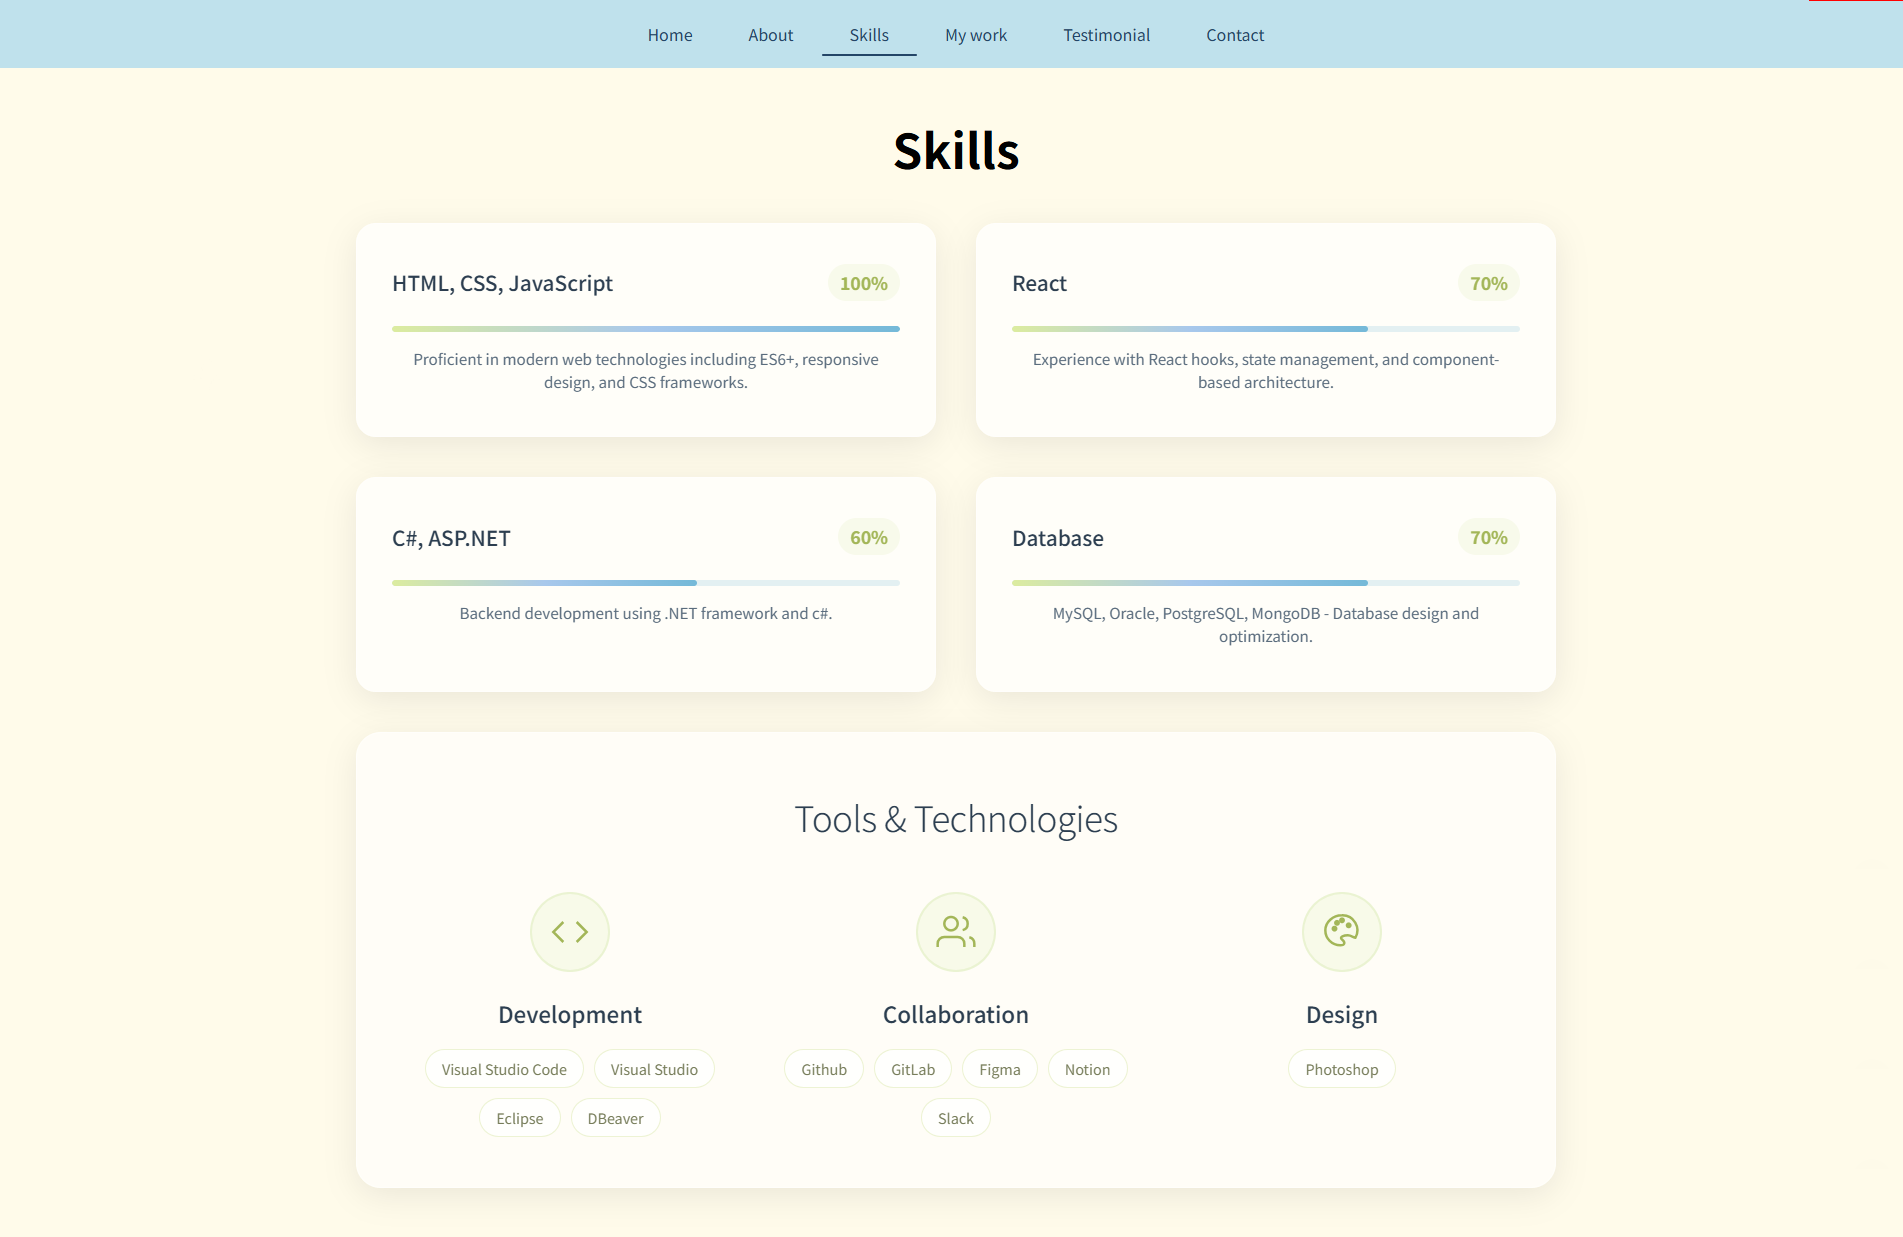 Home About Skills My work Testimonial Contact
Skills
HTML, CSS, JavaScript 100%
Proficient in modern web technologies including ES6+, responsive
design, and CSS frameworks.
React 70%
Experience with React hooks, state management, and component-
based architecture.
C#, ASP.NET 60%
Backend development using .NET framework and c#.
Database 70%
MySQL, Oracle, PostgreSQL, MongoDB - Database design and
optimization.
Tools & Technologies
Development
Visual Studio Code Visual Studio
Eclipse DBeaver
Collaboration
Github GitLab Figma Notion
Slack
Design
Photoshop